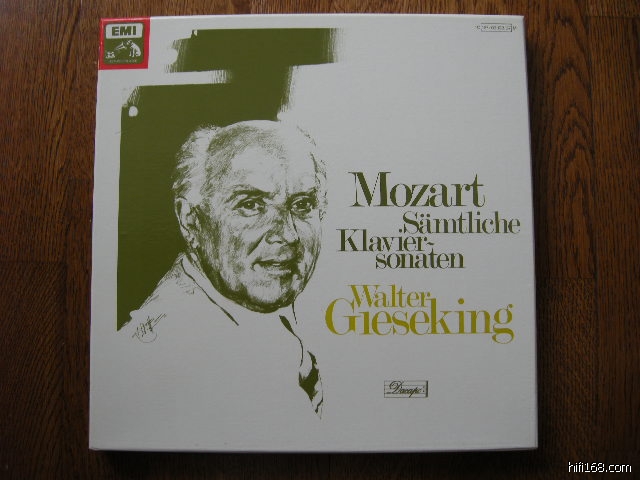 EMI
Mozart
Sämtliche
Klavier-
sonaten
Walter
Gieseking
Dacapo
hifi168.com